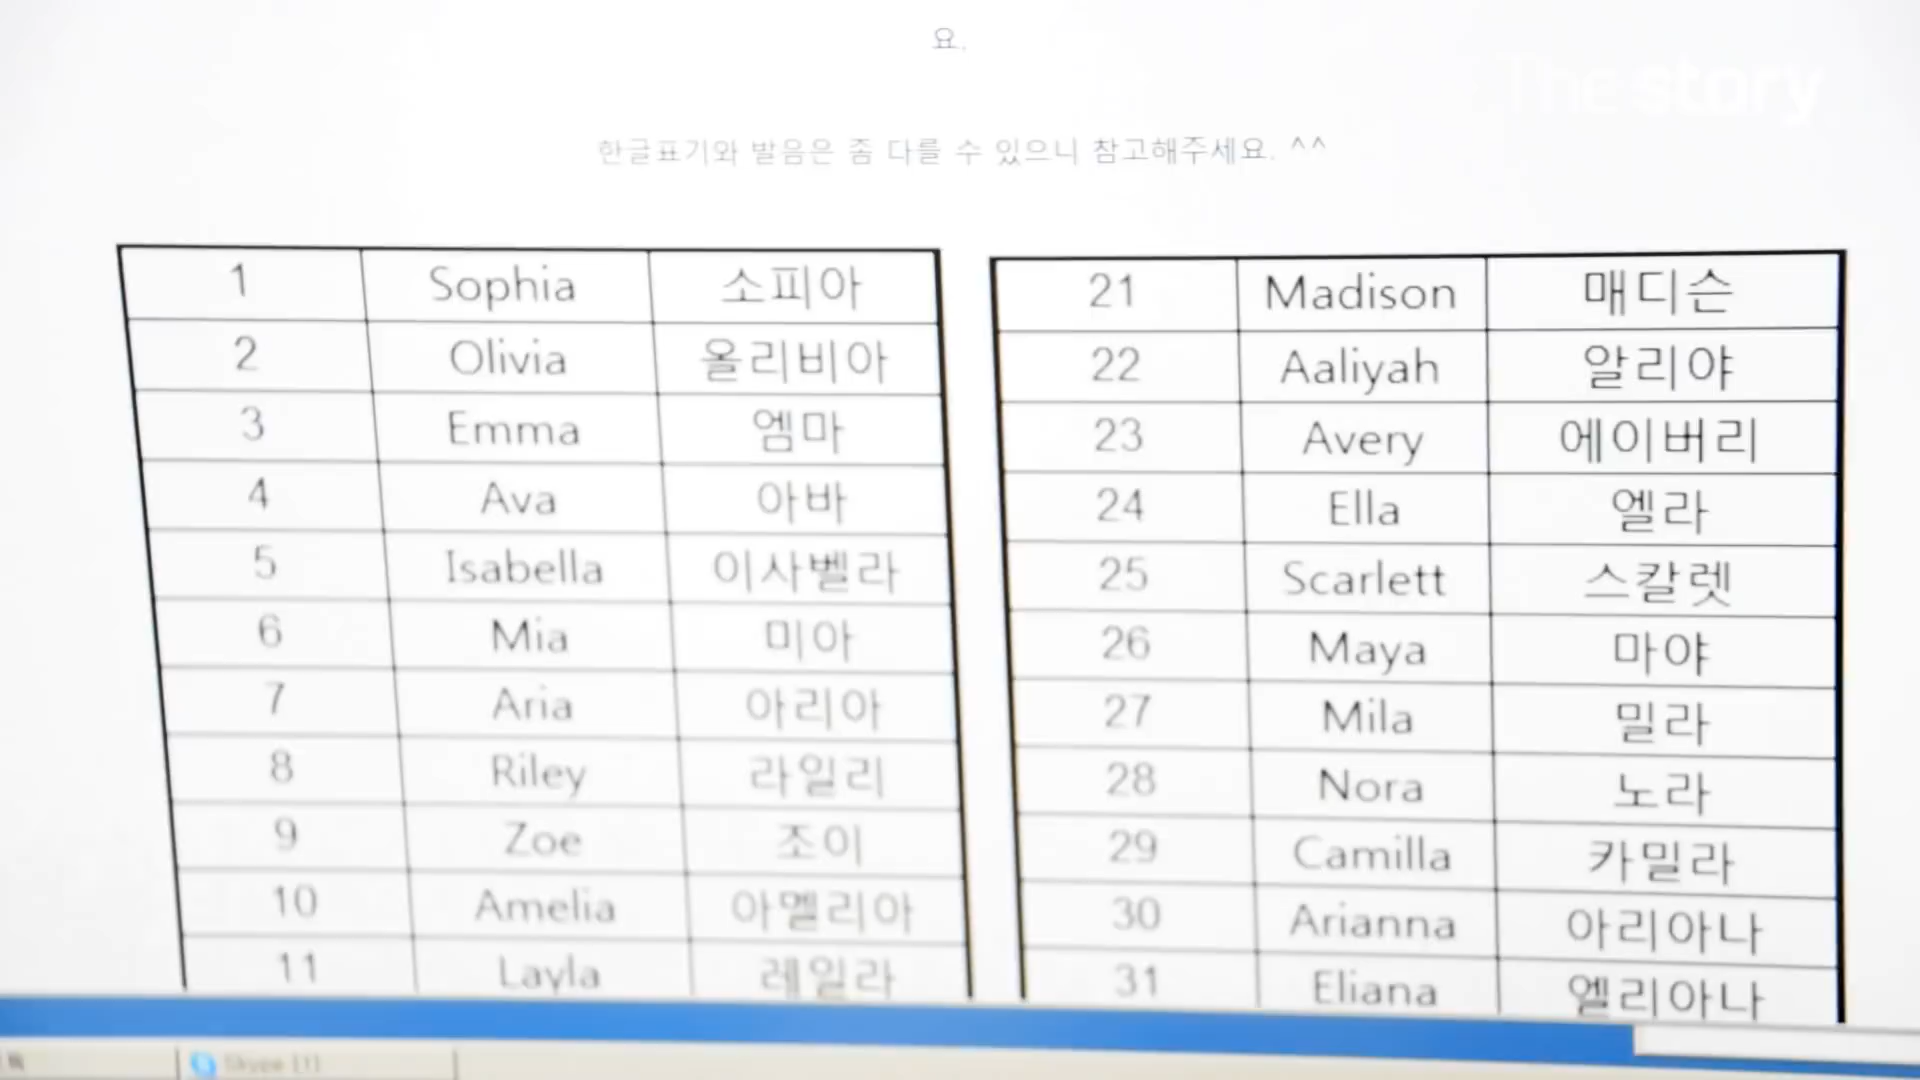 요.
The story
한글표기와 발음은 좀 다를 수 있으니 참고해주세요. ^^
1 Sophia 소피아
2 Olivia 올리비아
3 Emma 엠마
4 Ava 아바
5 Isabella 이사벨라
6 Mia 미아
7 Aria 아리아
8 Riley 라일리
9 Zoe 조이
10 Amelia 아멜리아
11 Layla 레일라
21 Madison 매디슨
22 Aaliyah 알리야
23 Avery 에이버리
24 Ella 엘라
25 Scarlett 스칼렛
26 Maya 마야
27 Mila 밀라
28 Nora 노라
29 Camilla 카밀라
30 Arianna 아리아나
31 Eliana 엘리아나
Skype [1]